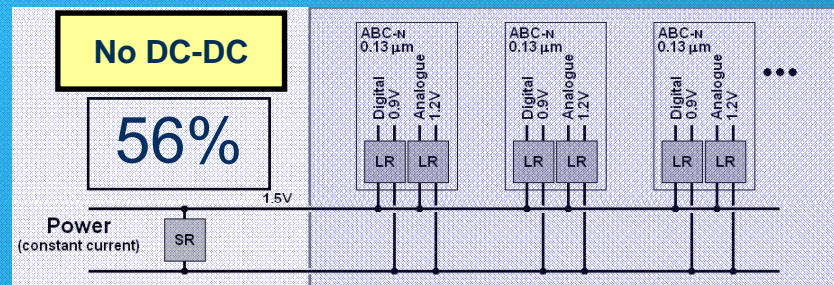 No DC-DC
56%
1.5V
Power
(constant current)
SR
ABC-N
0.13 µm
Digital
0.9V
Analogue
1.2V
LR
LR
ABC-N
0.13 µm
Digital
0.9V
Analogue
1.2V
LR
LR
ABC-N
0.13 µm
Digital
0.9V
Analogue
1.2V
LR
LR
•••